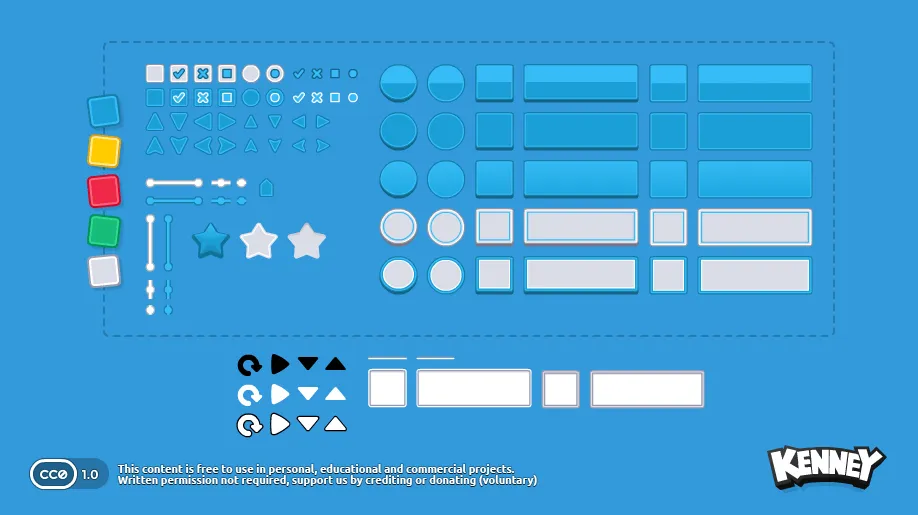 CC0 1.0
This content is free to use in personal, educational and commercial projects.
Written permission not required, support us by crediting or donating (voluntary)
KENNEY